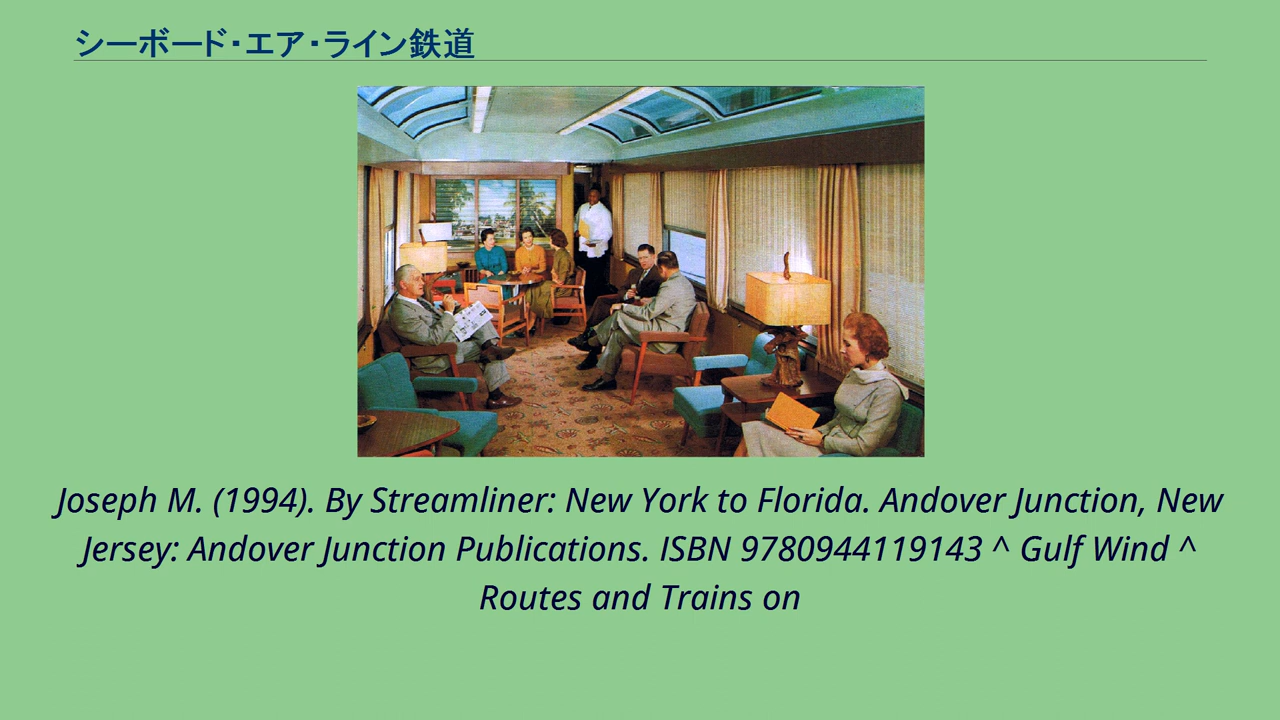 シーボード・エア・ライン鉄道
Joseph M. (1994). By Streamliner: New York to Florida. Andover Junction, New
Jersey: Andover Junction Publications. ISBN 9780944119143 ^ Gulf Wind ^
Routes and Trains on